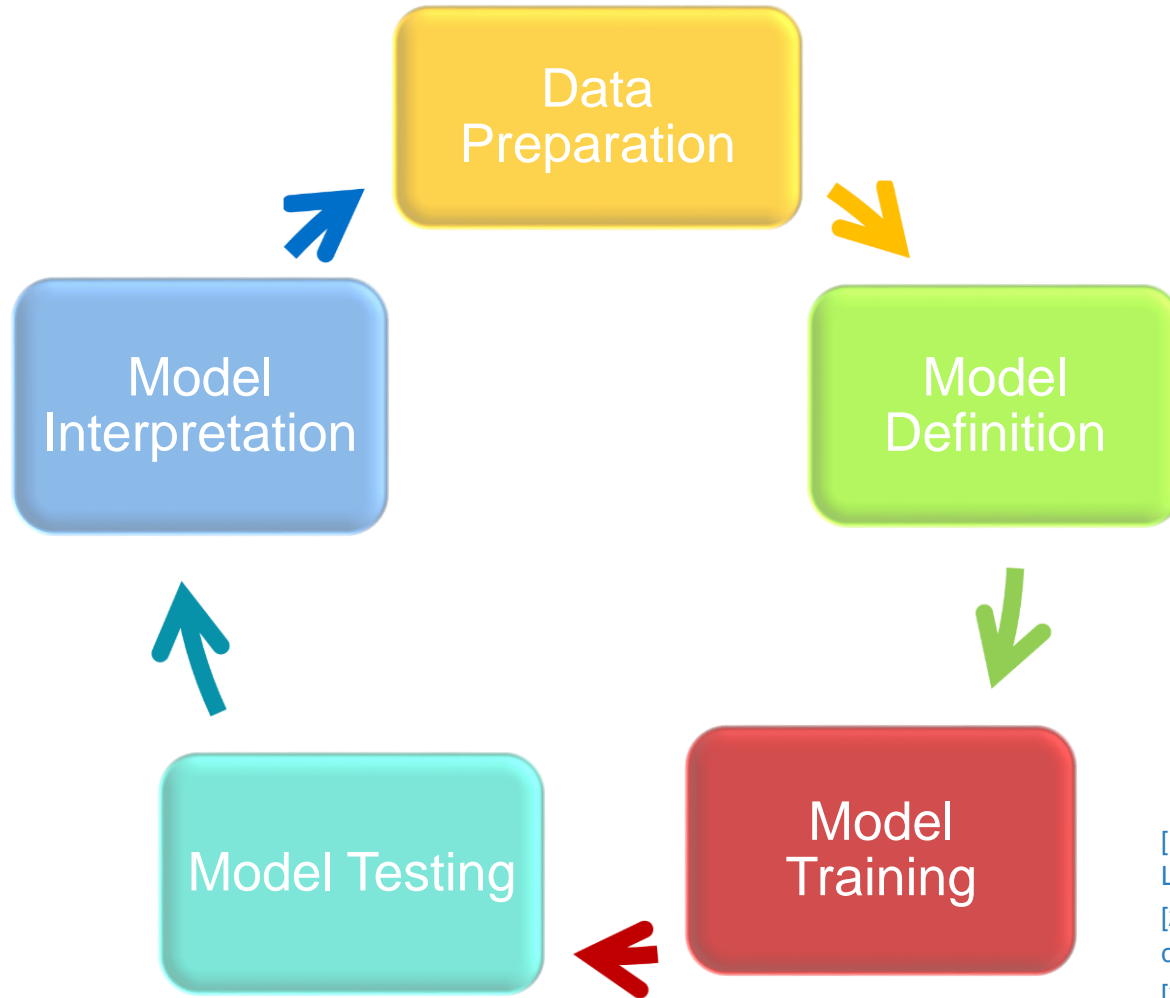 Data
Preparation
Model
Definition
Model
Training
Model Testing
Model
Interpretation
[
L
[
c
[